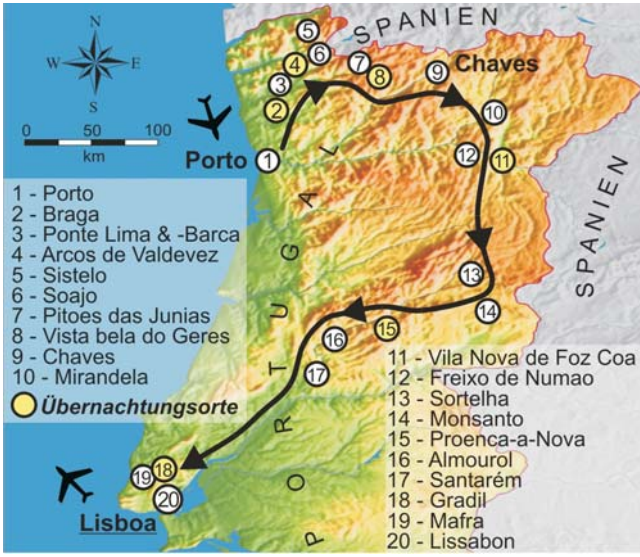 SPANIEN
N
W E
S
0 50 100
km
5
6
4
7
8
9 Chaves
3
2
10
Porto 1
12 11
PORTUGAL
SPANIEN
1 - Porto
2 - Braga
3 - Ponte Lima & -Barca
4 - Arcos de Valdevez
5 - Sistelo
6 - Soajo
7 - Pitoes das Junias
8 - Vista bela do Geres
9 - Chaves
10 - Mirandela
Übernachtungsorte
13
14
15
16
17
11 - Vila Nova de Foz Coa
12 - Freixo de Numao
13 - Sortelha
14 - Monsanto
15 - Proenca-a-Nova
16 - Almourol
17 - Santarém
18 - Gradil
19 - Mafra
20 - Lissabon
19 18
20
Lisboa